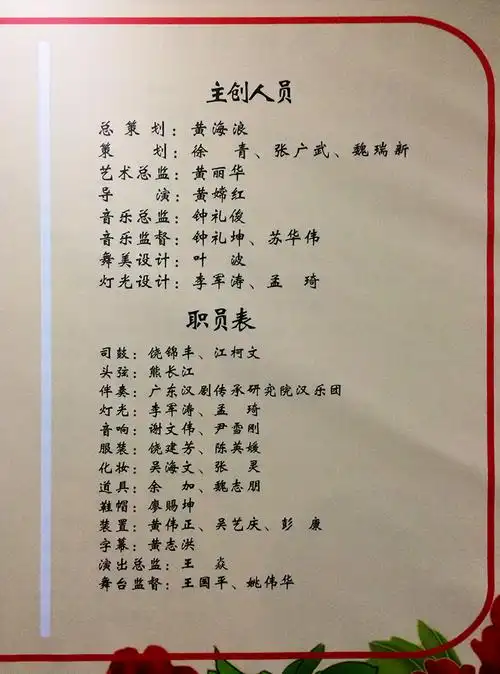 主创人员
总策划：黄海浪
策划：徐青、张广武、魏瑞新
艺术总监：黄丽华
导演：黄嫦红
音乐总监：钟礼俊
音乐监督：钟礼坤、苏华伟
舞美设计：叶波
灯光设计：李军涛、孟琦
职员表
司鼓：饶锦丰、江柯文
头弦：熊长江
伴奏：广东汉剧传承研究院汉乐团
灯光：李军涛、孟琦
音响：谢文伟、尹雪刚
服装：饶建芳、陈英媛
化妆：吴海文、张灵
道具：余加、魏志朋
鞋帽：廖赐坤
装置：黄伟正、吴艺庆、彭康
字幕：黄志洪
演出总监：王焱
舞台监督：王国平、姚伟华